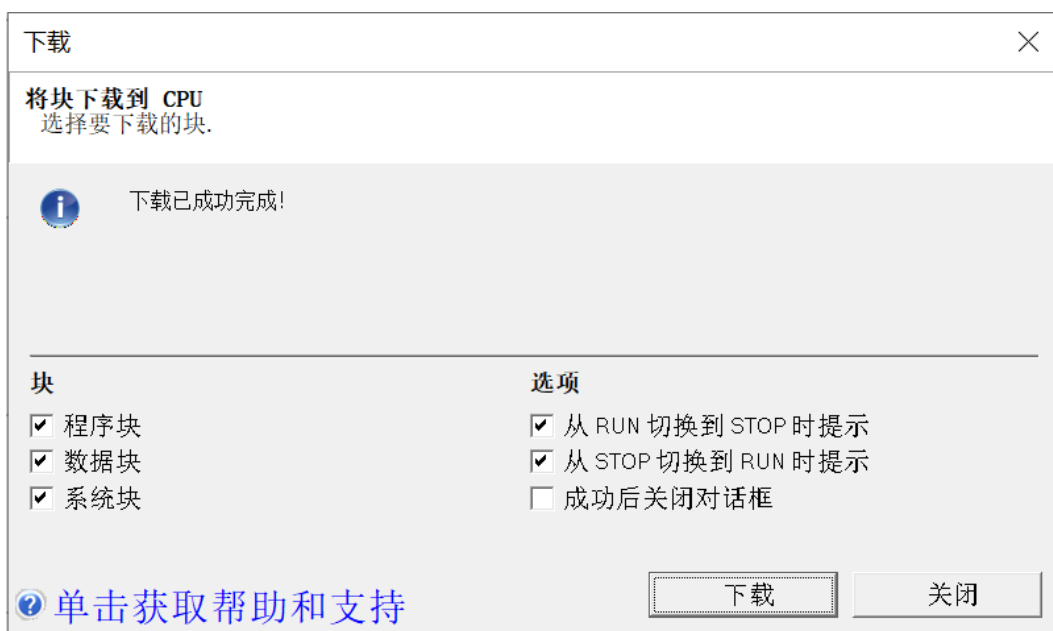 下载
将块下载到 CPU
选择要下载的块.
下载已成功完成!
块
选项
程序块
从 RUN 切换到 STOP 时提示
数据块
从 STOP 切换到 RUN 时提示
系统块
成功后关闭对话框
单击获取帮助和支持
下载
关闭